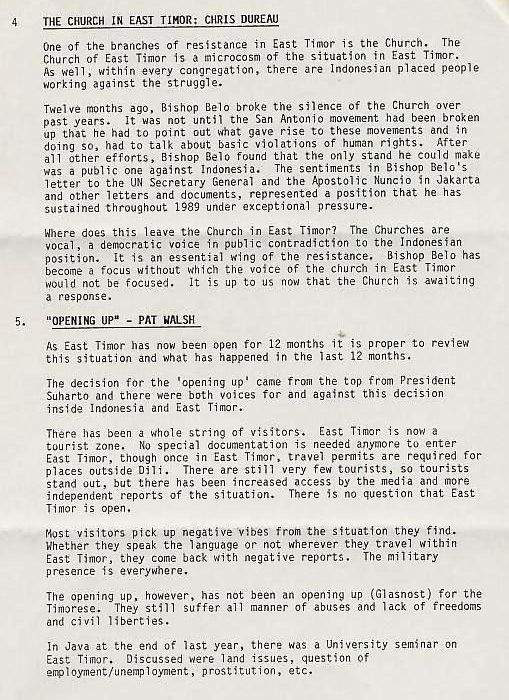 4 THE CHURCH IN EAST TIMOR: CHRIS DUREAU
One of the branches of resistance in East Timor is the Church. The
Church of East Timor is a microcosm of the situation in East Timor.
As well, within every congregation, there are Indonesian placed people
working against the struggle.
Twelve months ago, Bishop Belo broke the silence of the Church over
past years. It was not until the San Antonio movement had been broken
up that he had to point out what gave rise to these movements and in
doing so, had to talk about basic violations of human rights. After
all other efforts, Bishop Belo found that the only stand he could make
was a public one against Indonesia. The sentiments in Bishop Belo's
letter to the UN Secretary General and the Apostolic Nuncio in Jakarta
and other letters and documents, represented a position that he has
sustained throughout 1989 under exceptional pressure.
Where does this leave the Church in East Timor? The Churches are
vocal, a democratic voice in public contradiction to the Indonesian
position. It is an essential wing of the resistance. Bishop Belo has
become a focus without which the voice of the church in East Timor
would not be focused. It is up to us now that the Church is awaiting
a response.
5. "OPENING UP" - PAT WALSH
As East Timor has now been open for 12 months it is proper to review
this situation and what has happened in the last 12 months.
The decision for the 'opening up' came from the top from President
Suharto and there were both voices for and against this decision
inside Indonesia and East Timor.
There has been a whole string of visitors. East Timor is now a
tourist zone. No special documentation is needed anymore to enter
East Timor, though once in East Timor, travel permits are required for
places outside Dili. There are still very few tourists, so tourists
stand out, but there has been increased access by the media and more
independent reports of the situation. There is no question that East
Timor is open.
Most visitors pick up negative vibes from the situation they find.
Whether they speak the language or not wherever they travel within
East Timor, they come back with negative reports. The military
presence is everywhere.
The opening up, however, has not been an opening up (Glasnost) for the
Timorese. They still suffer all manner of abuses and lack of freedoms
and civil liberties.
In Java at the end of last year, there was a University seminar on
East Timor. Discussed were land issues, question of
employment/unemployment, prostitution, etc.